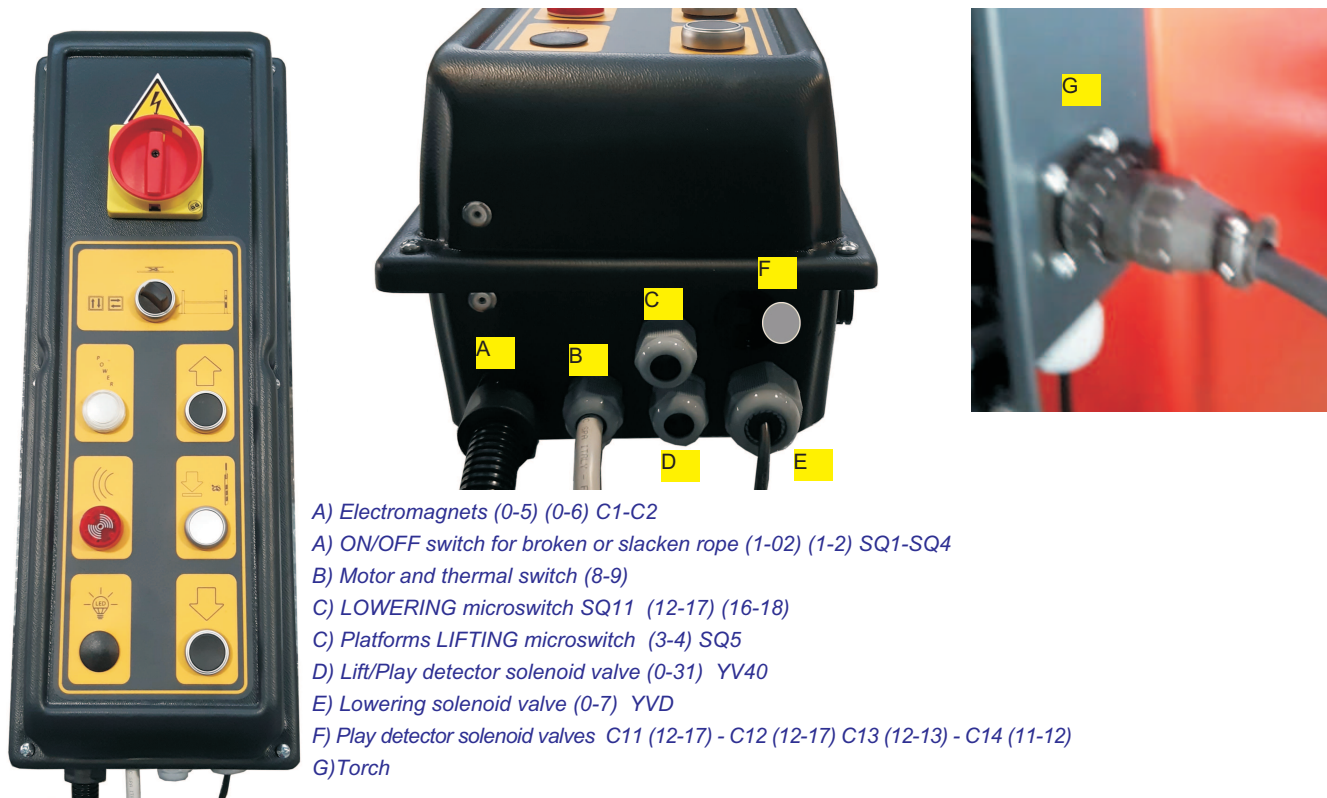 POWER
LED
A
B
C
D
E
F
G
A) Electromagnets (0-5) (0-6) C1-C2
A) ON/OFF switch for broken or slacken rope (1-02) (1-2) SQ1-SQ4
B) Motor and thermal switch (8-9)
C) LOWERING microswitch SQ11 (12-17) (16-18)
C) Platforms LIFTING microswitch (3-4) SQ5
D) Lift/Play detector solenoid valve (0-31) YV40
E) Lowering solenoid valve (0-7) YVD
F) Play detector solenoid valves C11 (12-17) - C12 (12-17) C13 (12-13) - C14 (11-12)
G)Torch